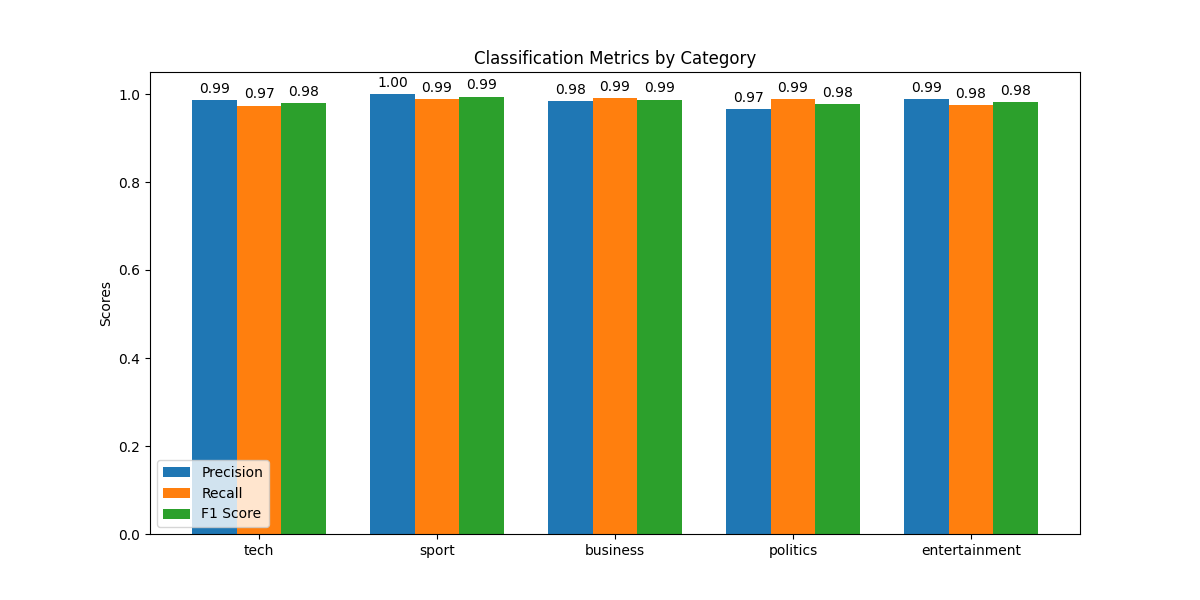 Classification Metrics by Category
0.99 0.97 0.98 1.00 0.99 0.99 0.98 0.99 0.99 0.97 0.99 0.98 0.99 0.98 0.98
1.0
0.8
0.6
0.4
0.2
0.0
Scores
Precision
Recall
F1 Score
tech sport business politics entertainment